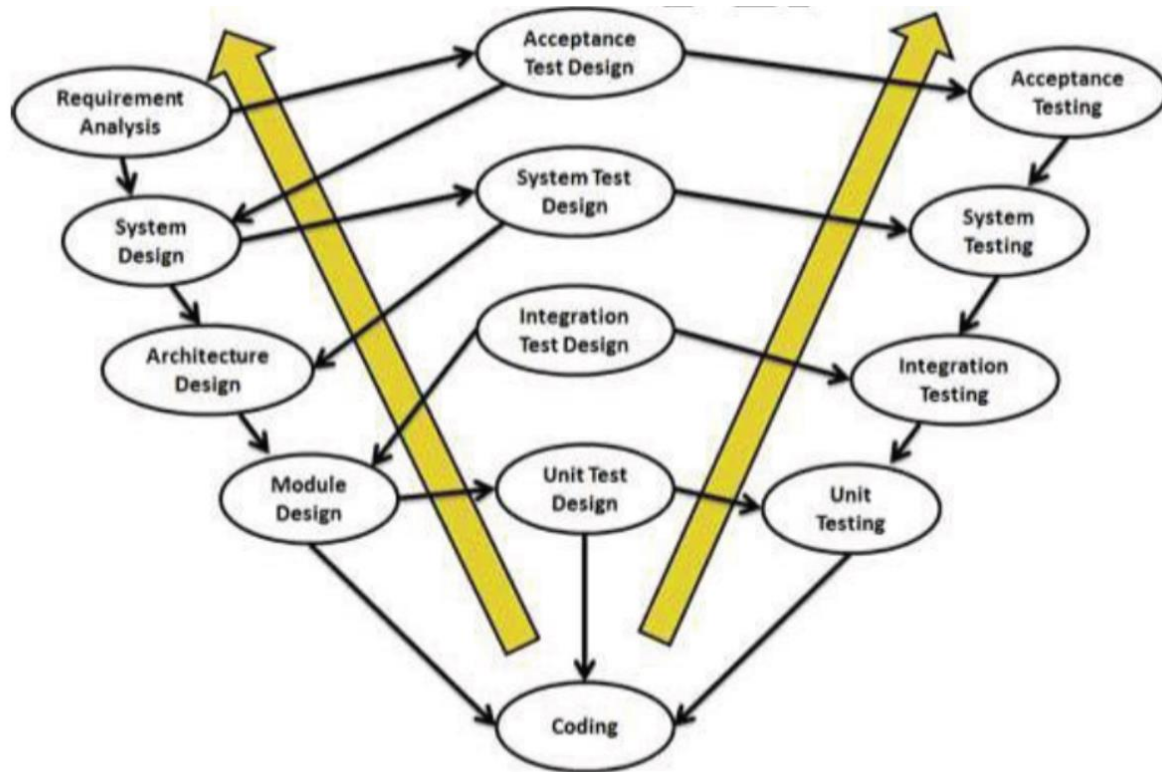 Acceptance
Test Design
Requirement
Analysis
Acceptance
Testing
System Test
Design
System
Design
System
Testing
Integration
Test Design
Architecture
Design
Integration
Testing
Module
Design
Unit Test
Design
Unit
Testing
Coding